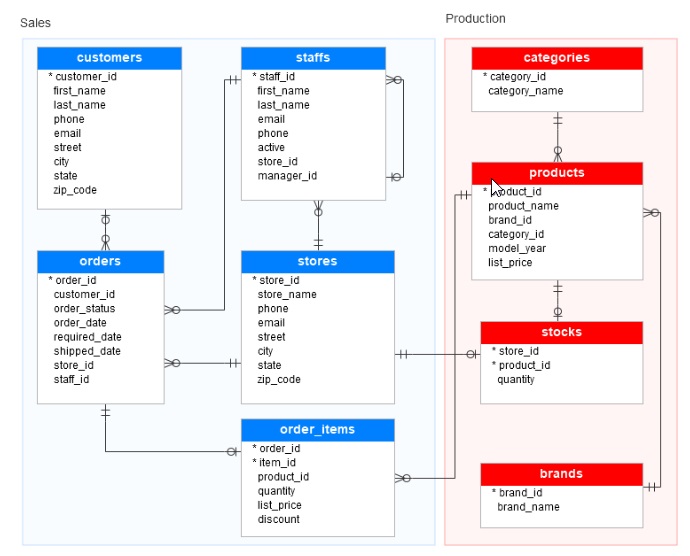 Sales
customers
* customer_id
first_name
last_name
phone
email
street
city
state
zip_code
staffs
* staff_id
first_name
last_name
email
phone
active
store_id
manager_id
orders
* order_id
customer_id
order_status
order_date
required_date
shipped_date
store_id
staff_id
stores
* store_id
store_name
phone
email
street
city
state
zip_code
order_items
* order_id
* item_id
product_id
quantity
list_price
discount
Production
categories
* category_id
category_name
products
* product_id
product_name
brand_id
category_id
model_year
list_price
stocks
* store_id
* product_id
quantity
brands
* brand_id
brand_name